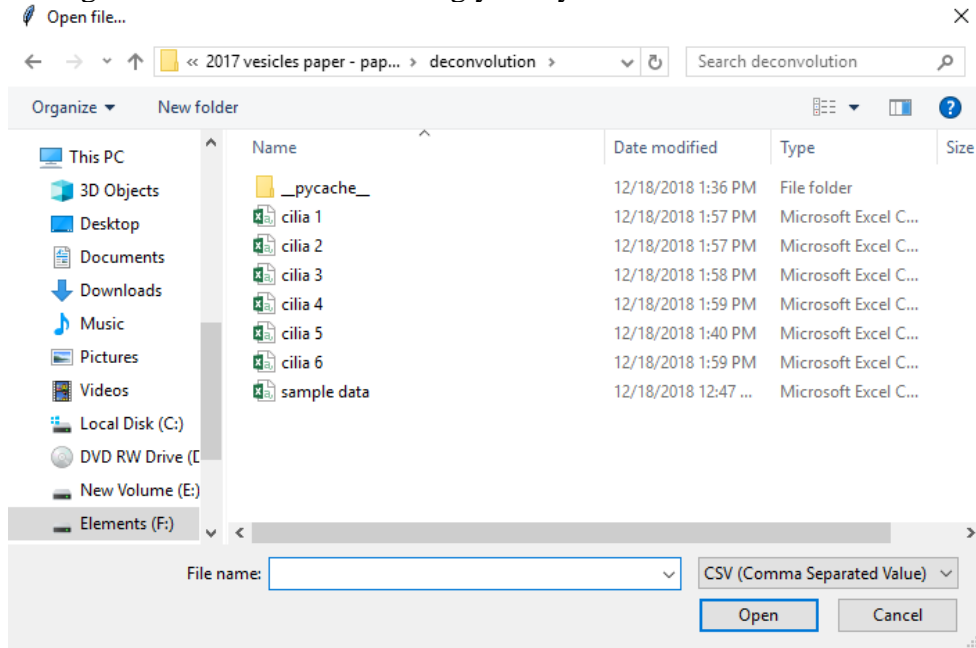 Open file...
« 2017 vesicles paper - pap... › deconvolution ›
Search deconvolution
Organize
New folder
?
Name Date modified Type Size
This PC
3D Objects
Desktop
Documents
Downloads
Music
Pictures
Videos
Local Disk (C:)
DVD RW Drive (D
New Volume (E:)
Elements (F:)
__pycache__ 12/18/2018 1:36 PM File folder
cilia 1 12/18/2018 1:57 PM Microsoft Excel C...
cilia 2 12/18/2018 1:57 PM Microsoft Excel C...
cilia 3 12/18/2018 1:58 PM Microsoft Excel C...
cilia 4 12/18/2018 1:59 PM Microsoft Excel C...
cilia 5 12/18/2018 1:40 PM Microsoft Excel C...
cilia 6 12/18/2018 1:59 PM Microsoft Excel C...
sample data 12/18/2018 12:47 ... Microsoft Excel C...
File name:
CSV (Comma Separated Value)
Open
Cancel